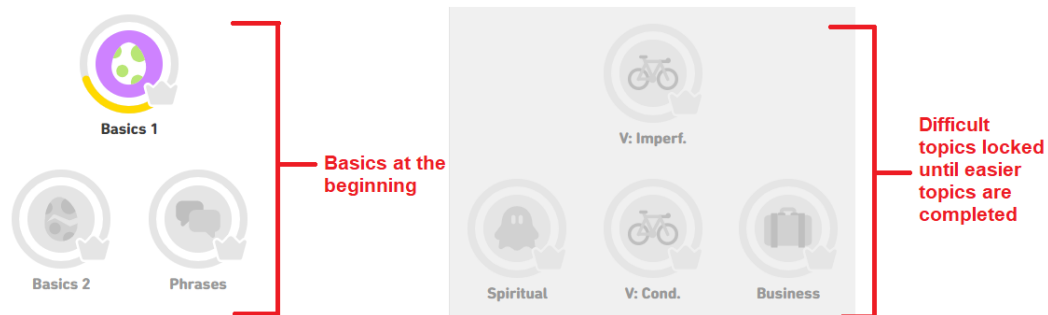 Basics 1
Basics 2
Phrases
Basics at the
beginning
V: Imperf.
Spiritual
V: Cond.
Business
Difficult
topics locked
until easier
topics are
completed